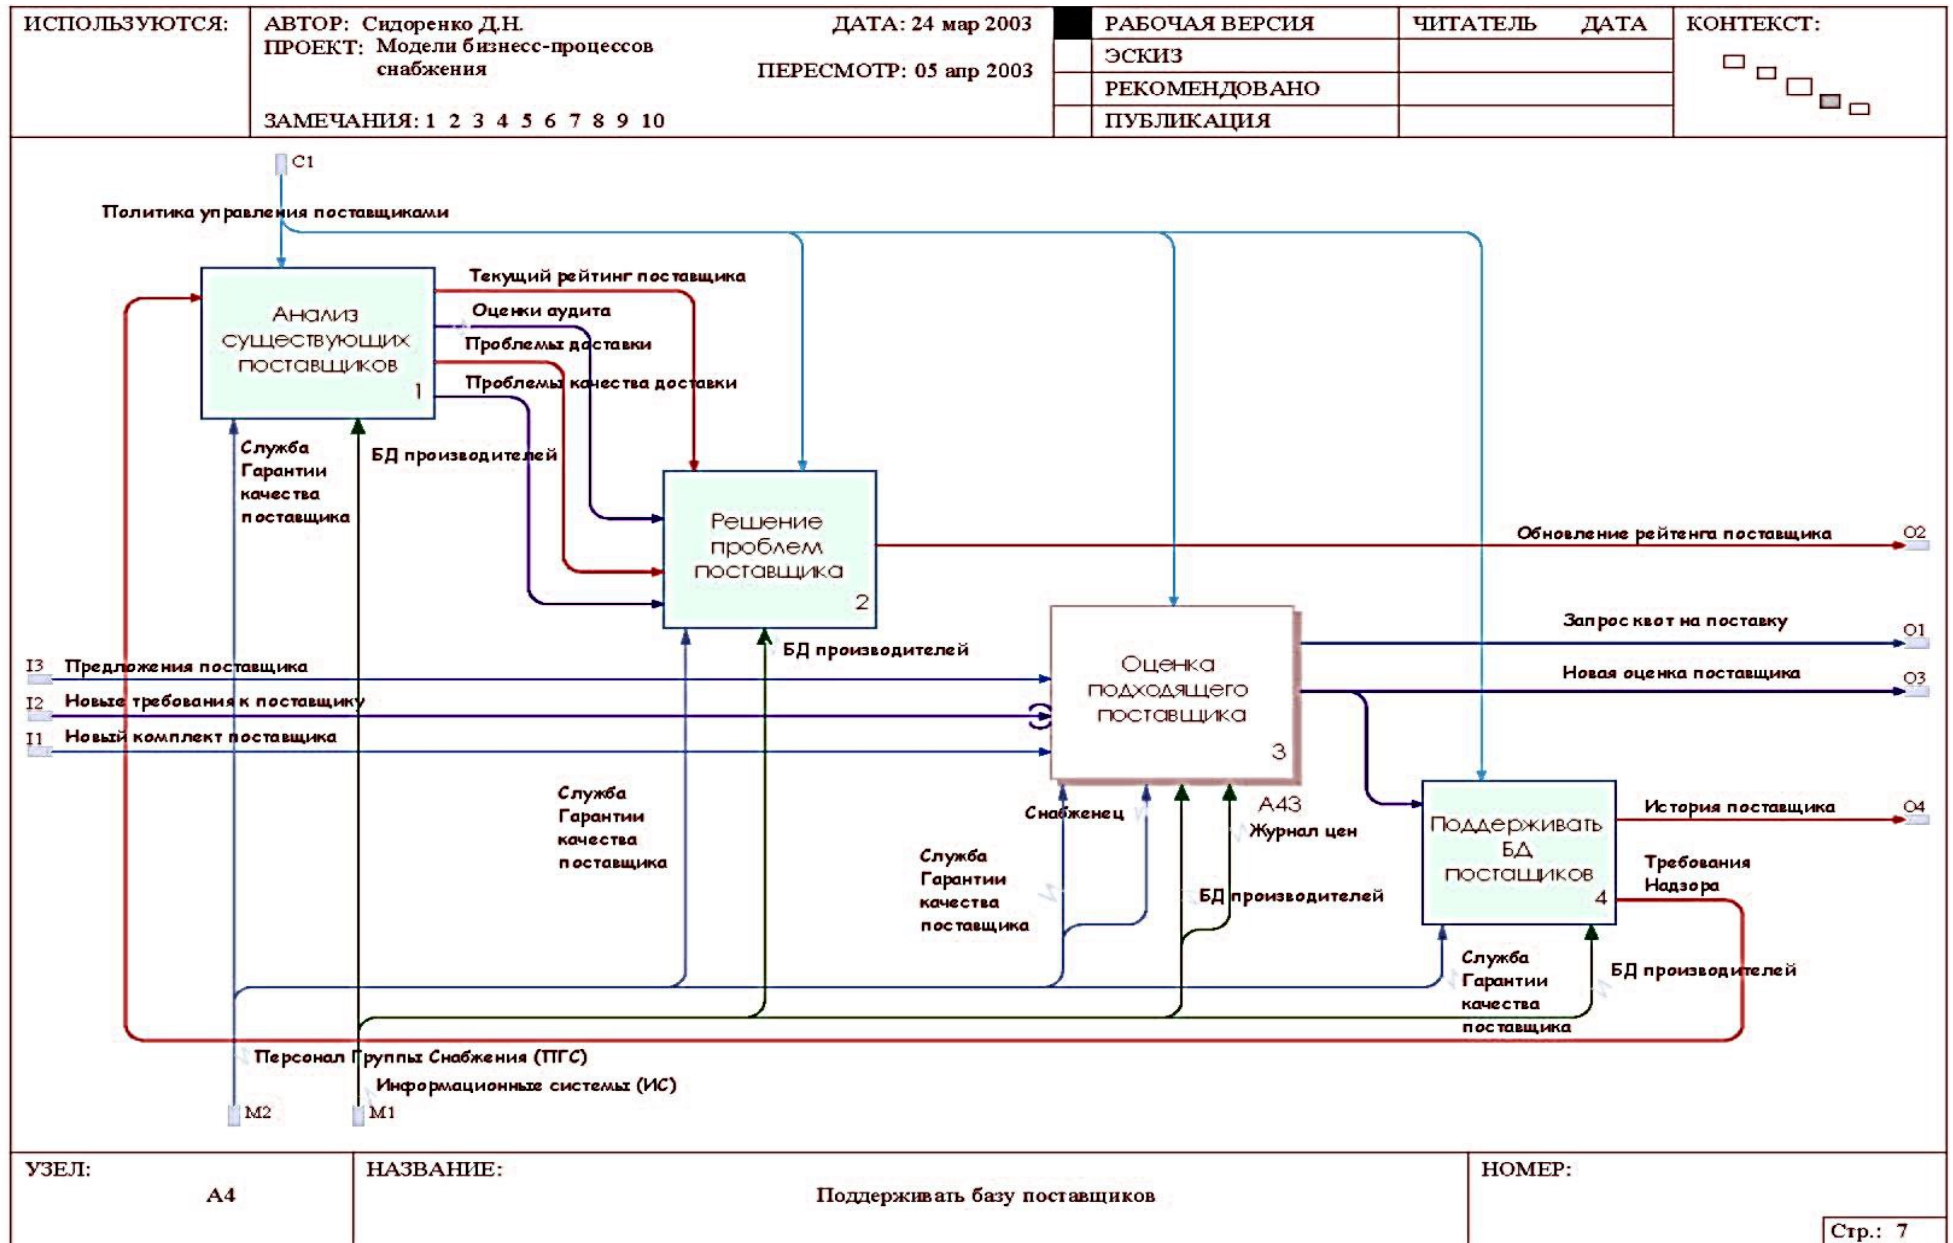 ИСПОЛЬЗУЮТСЯ:
АВТОР: Сидоренко Д.Н.
ПРОЕКТ: Модели бизнесс-процессов
снабжения
ЗАМЕЧАНИЯ: 1 2 3 4 5 6 7 8 9 10
ДАТА: 24 мар 2003
ПЕРЕСМОТР: 05 апр 2003
РАБОЧАЯ ВЕРСИЯ
ЭСКИЗ
РЕКОМЕНДОВАНО
ПУБЛИКАЦИЯ
ЧИТАТЕЛЬ ДАТА
КОНТЕКСТ:
C1
Политика управления поставщиками
Анализ
существующих
поставщиков
1
Текущий рейтинг поставщика
Оценки аудита
Проблемы доставки
Проблемы качества доставки
Служба
Гарантии
качества
поставщика
БД производителей
Решение
проблем
поставщика
2
Обновление рейтенга поставщика
O2
БД производителей
Запрос квот на поставку
O1
Новая оценка поставщика
O3
I3 Предложения поставщика
I2 Новые требования к поставщику
I1 Новый комплект поставщика
Оценка
подходящего
поставщика
3
A43
Служба
Гарантии
качества
поставщика
Снабженец
Журнал цен
Служба
Гарантии
качества
поставщика
БД производителей
Поддерживать
БД
постащиков
4
История поставщика
O4
Требования
Надзора
Служба
Гарантии
качества
поставщика
БД производителей
Персонал Группы Снабжения (ПГС)
Информационные системы (ИС)
M2
M1
УЗЕЛ:
A4
НАЗВАНИЕ:
Поддерживать базу поставщиков
НОМЕР:
Стр.: 7